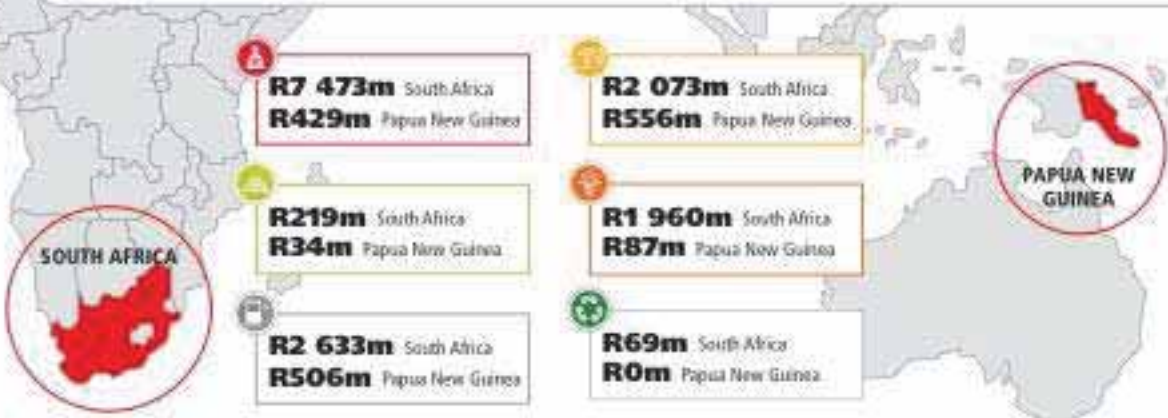 R7 473m South Africa
R429m Papua New Guinea
R2 073m South Africa
R556m Papua New Guinea
PAPUA NEW
GUINEA
R219m South Africa
R34m Papua New Guinea
R1 960m South Africa
R87m Papua New Guinea
SOUTH AFRICA
R2 633m South Africa
R506m Papua New Guinea
R69m South Africa
R0m Papua New Guinea